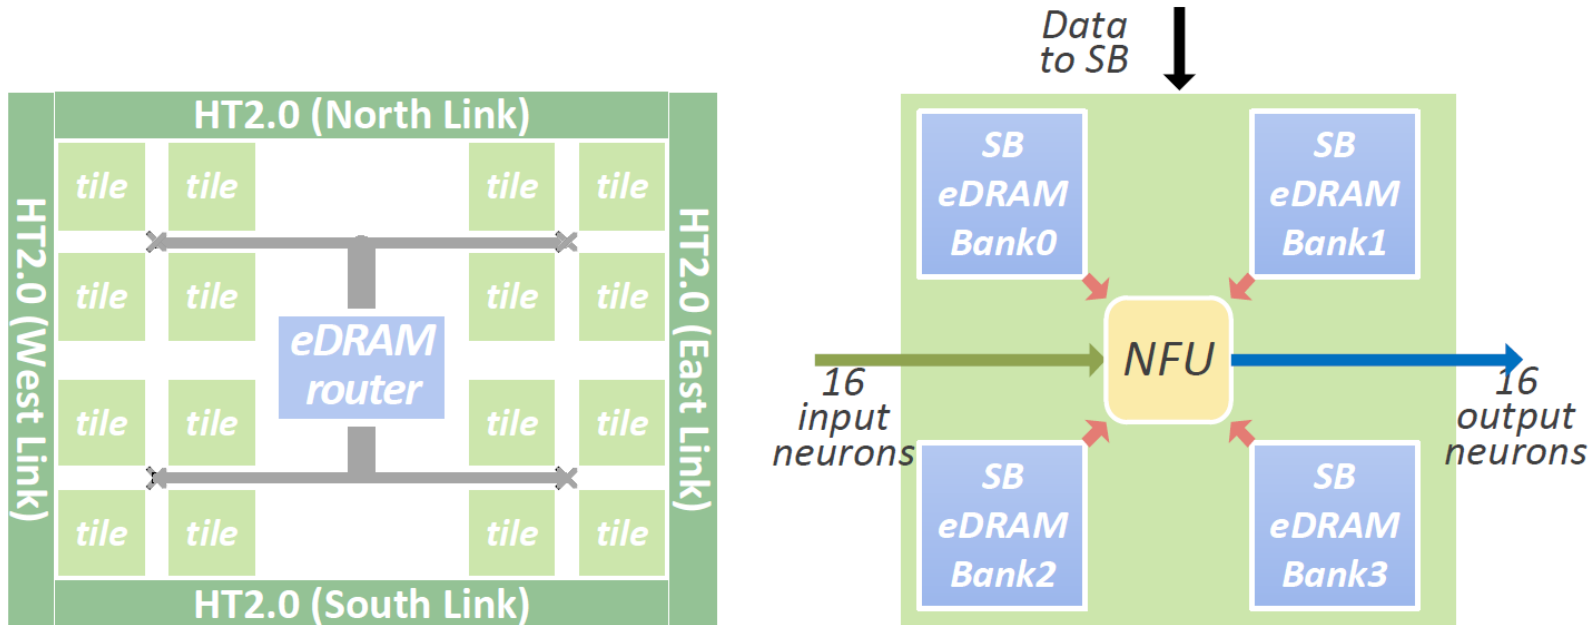 HT2.0 (North Link)
HT2.0 (West Link)
tile
tile
tile
tile
tile
tile
tile
tile
eDRAM
router
tile
tile
tile
tile
tile
tile
tile
tile
HT2.0 (East Link)
HT2.0 (South Link)
Data
to SB
SB
eDRAM
Bank0
SB
eDRAM
Bank1
NFU
16
input
neurons
16
output
neurons
SB
eDRAM
Bank2
SB
eDRAM
Bank3